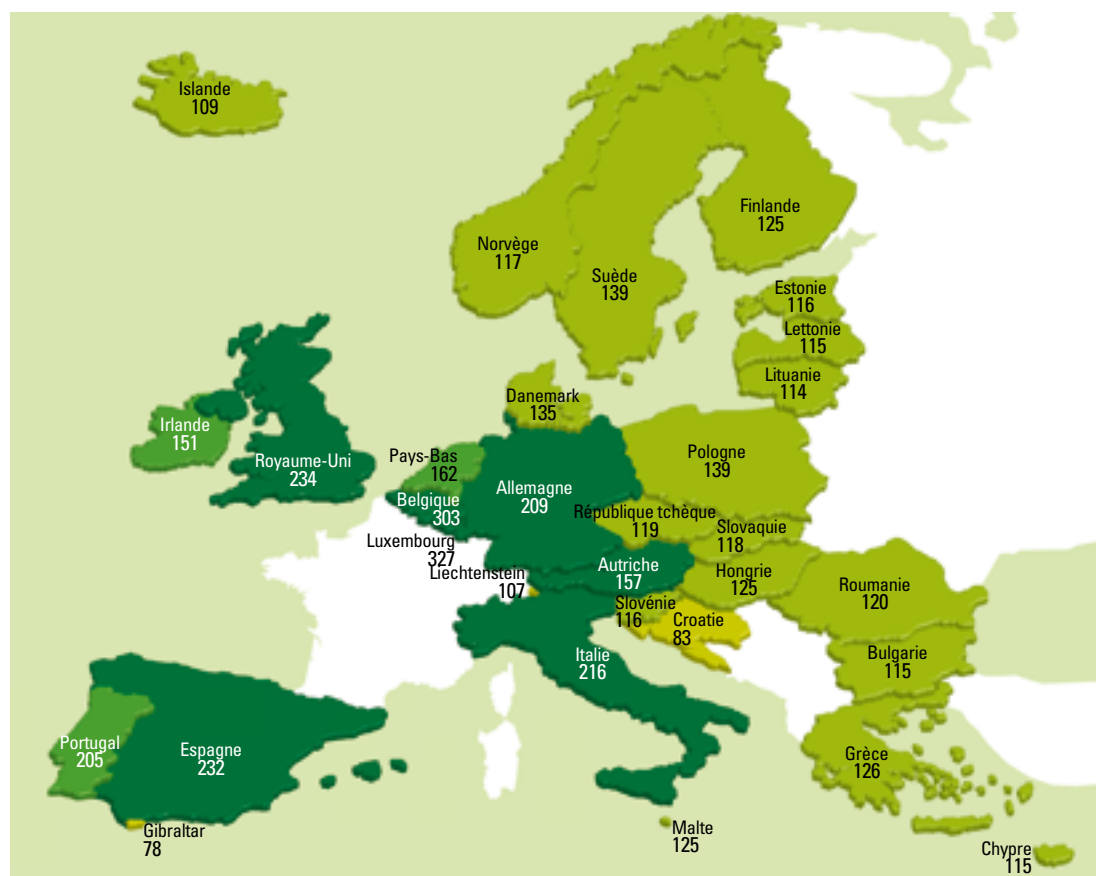 Islande
109
Norvège
117
Suède
139
Finlande
125
Estonie
116
Lettonie
115
Lituanie
114
Danemark
135
Irlande
151
Royaume-Uni
234
Pays-Bas
162
Belgique
303
Allemagne
209
Pologne
139
République tchèque
119
Slovaquie
118
Luxembourg
327
Liechtenstein
107
Autriche
157
Hongrie
125
Roumanie
120
Slovénie
116
Croatie
83
Italie
216
Bulgarie
115
Portugal
205
Espagne
232
Grèce
126
Gibraltar
78
Malte
125
Chypre
115